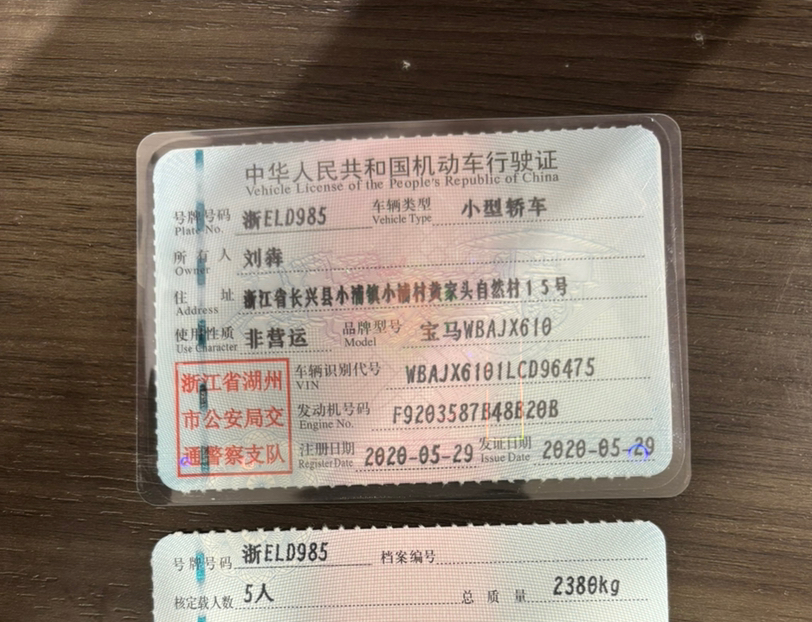 中华人民共和国机动车行驶证
Vehicle License of the People's Republic of China
号牌号码 浙ELD985 车辆类型 小型轿车
Plate No. Vehicle Type
所有人 刘犇
Owner
住址 浙江省长兴县小浦镇小浦村黄家头自然村15号
Address
使用性质 非营运 品牌型号 宝马WBAJX610
Use Character Model
浙江省湖州
市公安局交
通警察支队
车辆识别代号 WBAJX6101LCD96475
VIN
发动机号码 F9203587B48B20B
Engine No.
注册日期 2020-05-29 发证日期 2020-05-29
Register Date Issue Date
号牌号码 浙ELD985 档案编号
核定载人数 5人 总质量 2380kg